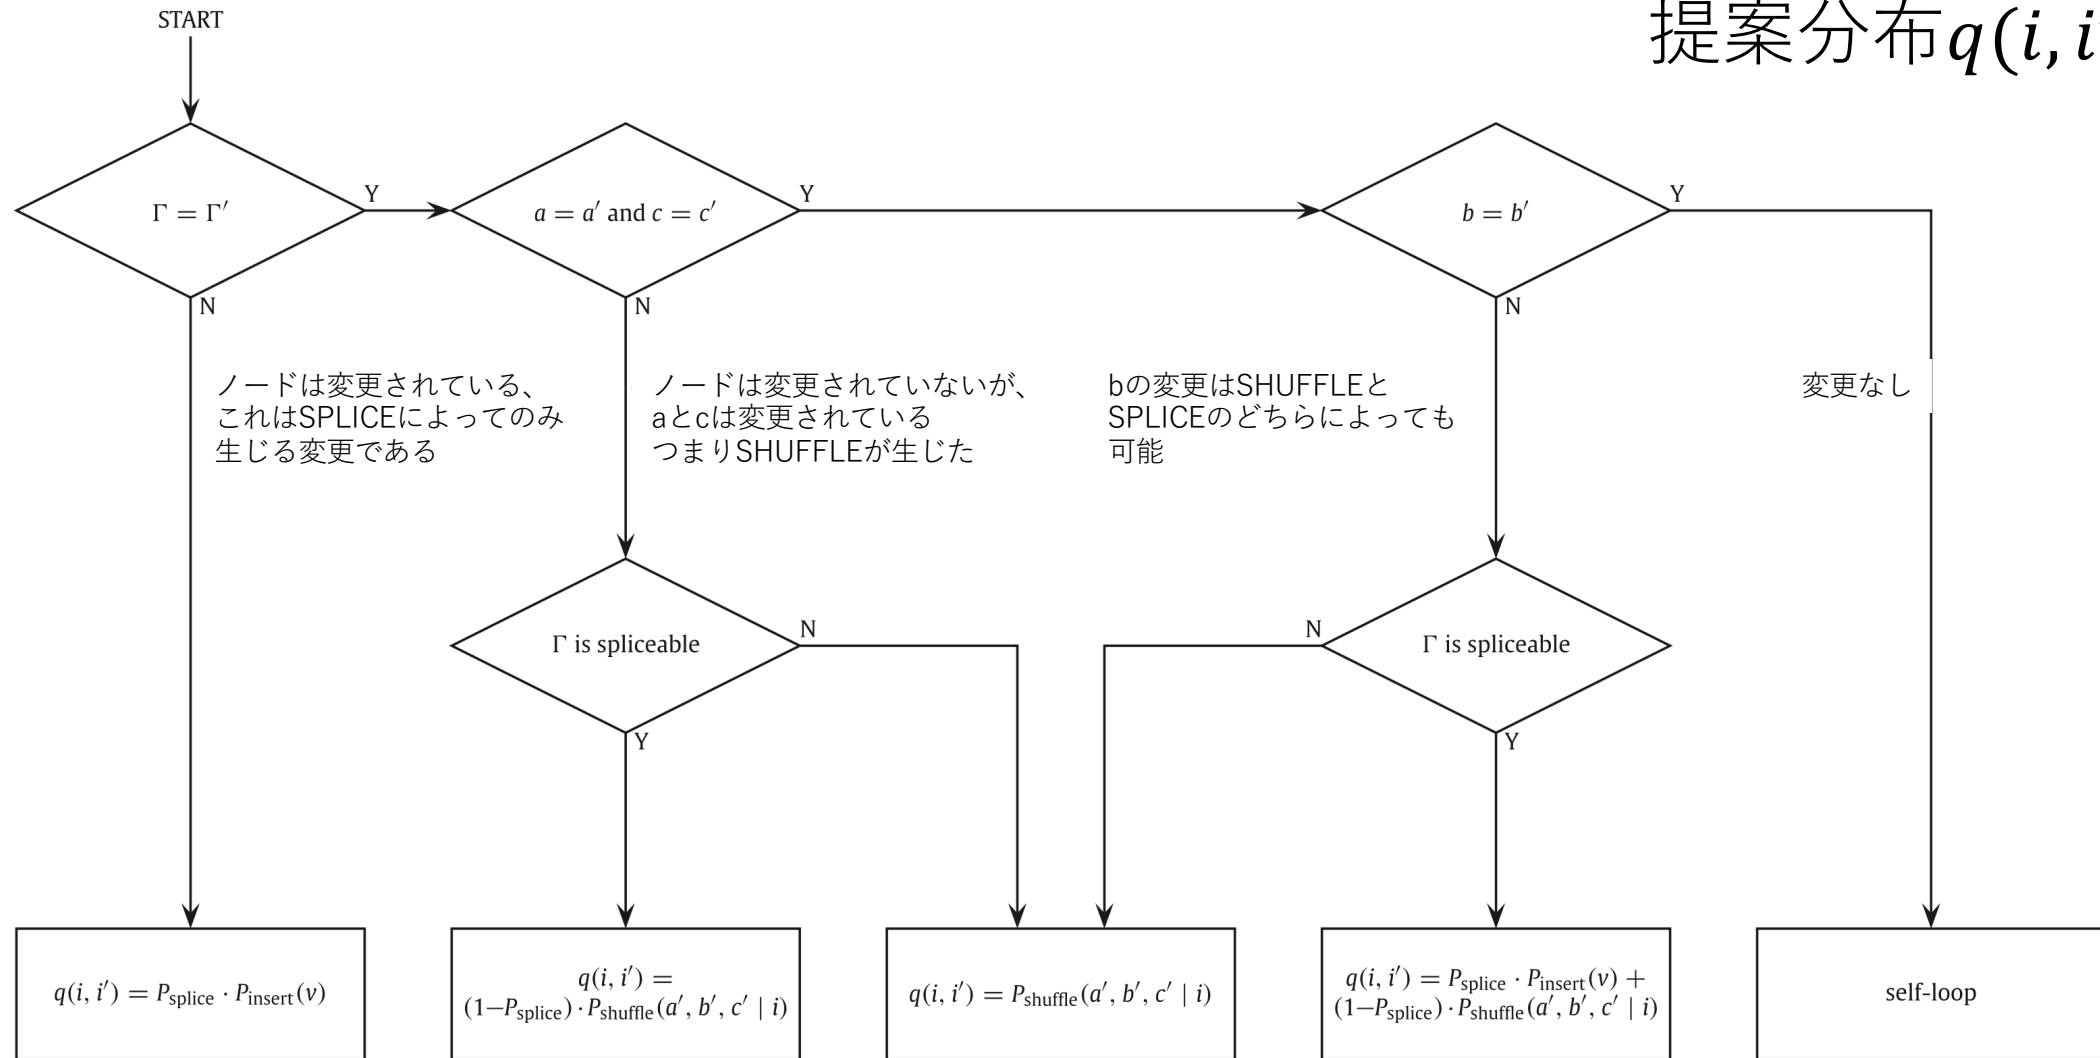 提案分布q(i, i
START
Γ = Γ′
Y
N
a = a′ and c = c′
Y
N
b = b′
Y
N
ノードは変更されている、
これはSPLICEによってのみ
生じる変更である
ノードは変更されていないが、
aとcは変更されている
つまりSHUFFLEが生じた
bの変更はSHUFFLEと
SPLICEのどちらによっても
可能
変更なし
Γ is spliceable
N
Y
N
Γ is spliceable
Y
q(i, i′) = P_splice · P_insert(v)
q(i, i′) =
(1−P_splice) · P_shuffle(a′, b′, c′ | i)
q(i, i′) = P_shuffle(a′, b′, c′ | i)
q(i, i′) = P_splice · P_insert(v) +
(1−P_splice) · P_shuffle(a′, b′, c′ | i)
self-loop